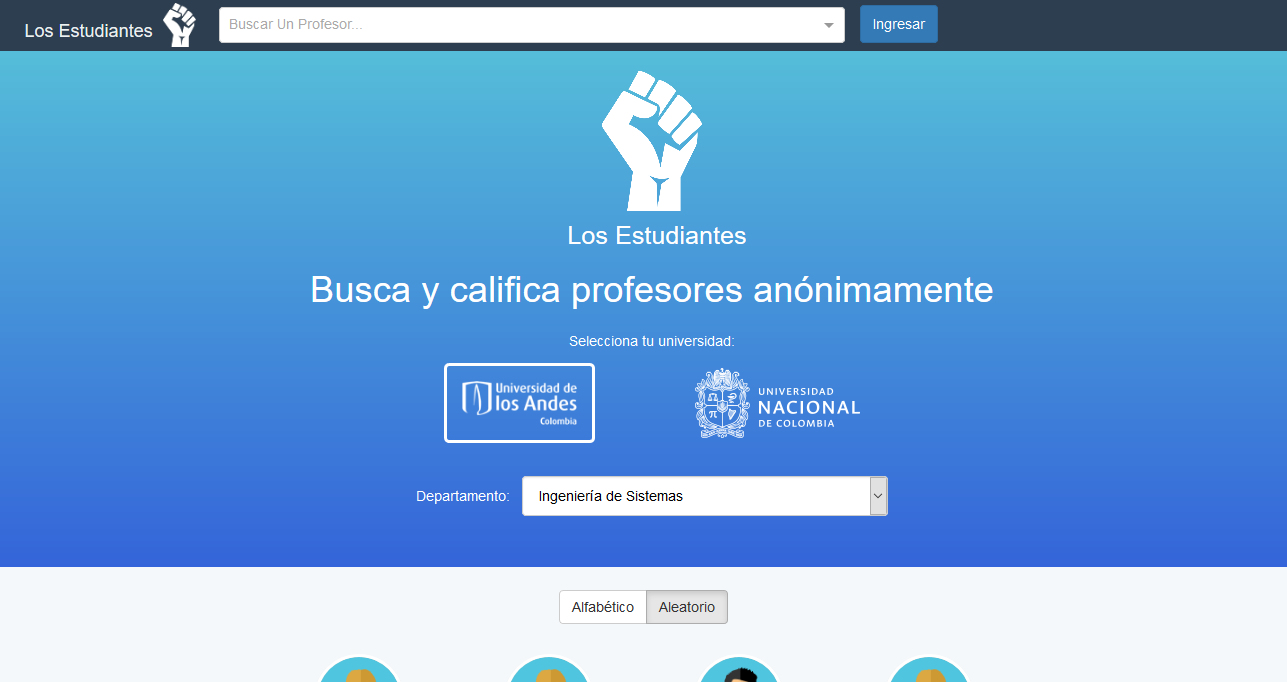 Los Estudiantes
Buscar Un Profesor...
Ingresar
Los Estudiantes
Busca y califica profesores anónimamente
Selecciona tu universidad:
Universidad de
los Andes
Colombia
UNIVERSIDAD
NACIONAL
DE COLOMBIA
Departamento:
Ingeniería de Sistemas
Alfabético
Aleatorio